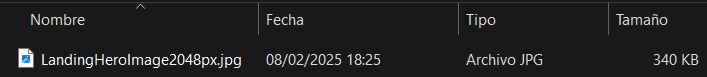 Nombre Fecha Tipo Tamaño
LandingHeroImage2048px.jpg 08/02/2025 18:25 Archivo JPG 340 KB